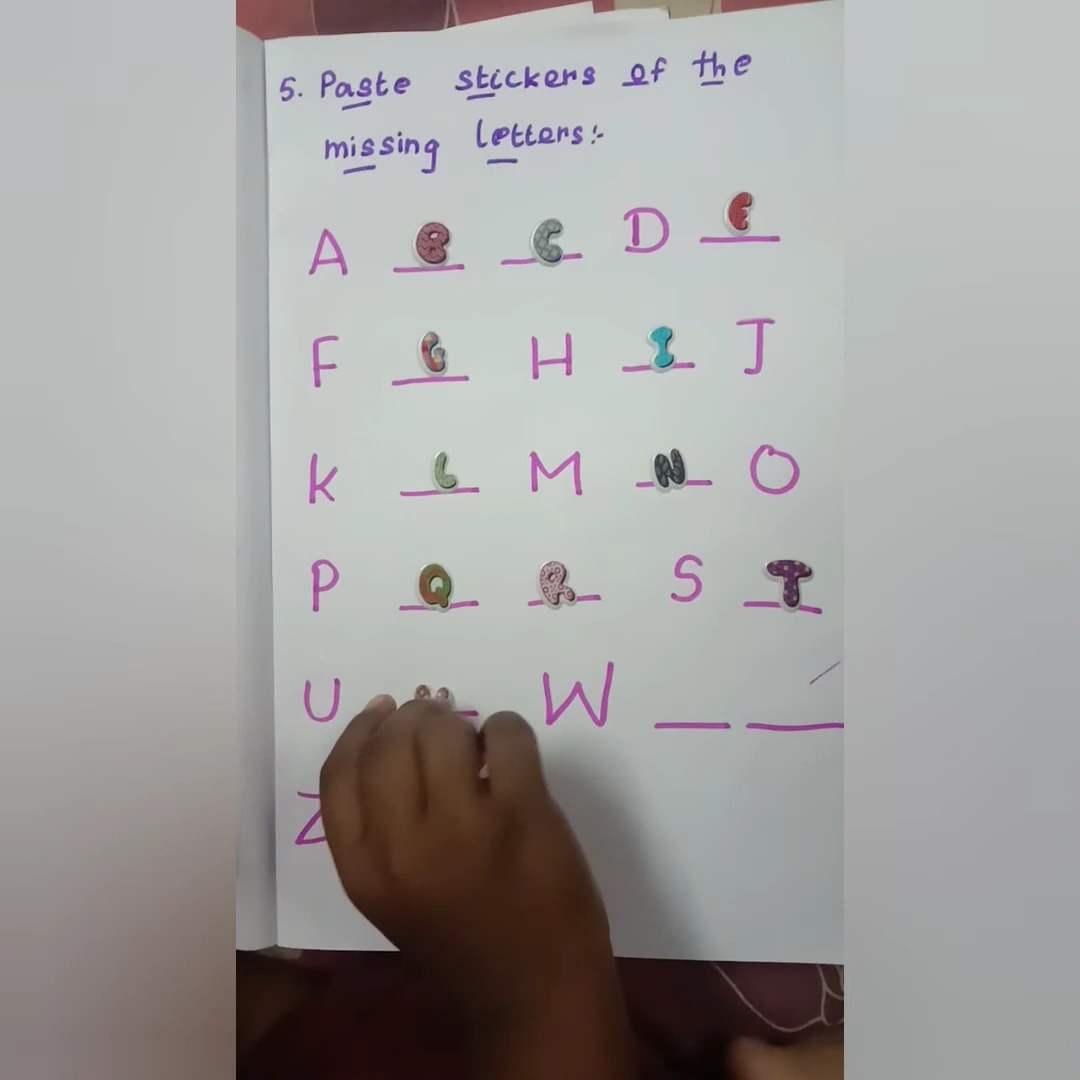 5. Paste stickers of the
missing letters:-
A B C D E
F G H I J
K L M N O
P Q R S T
U W
Z